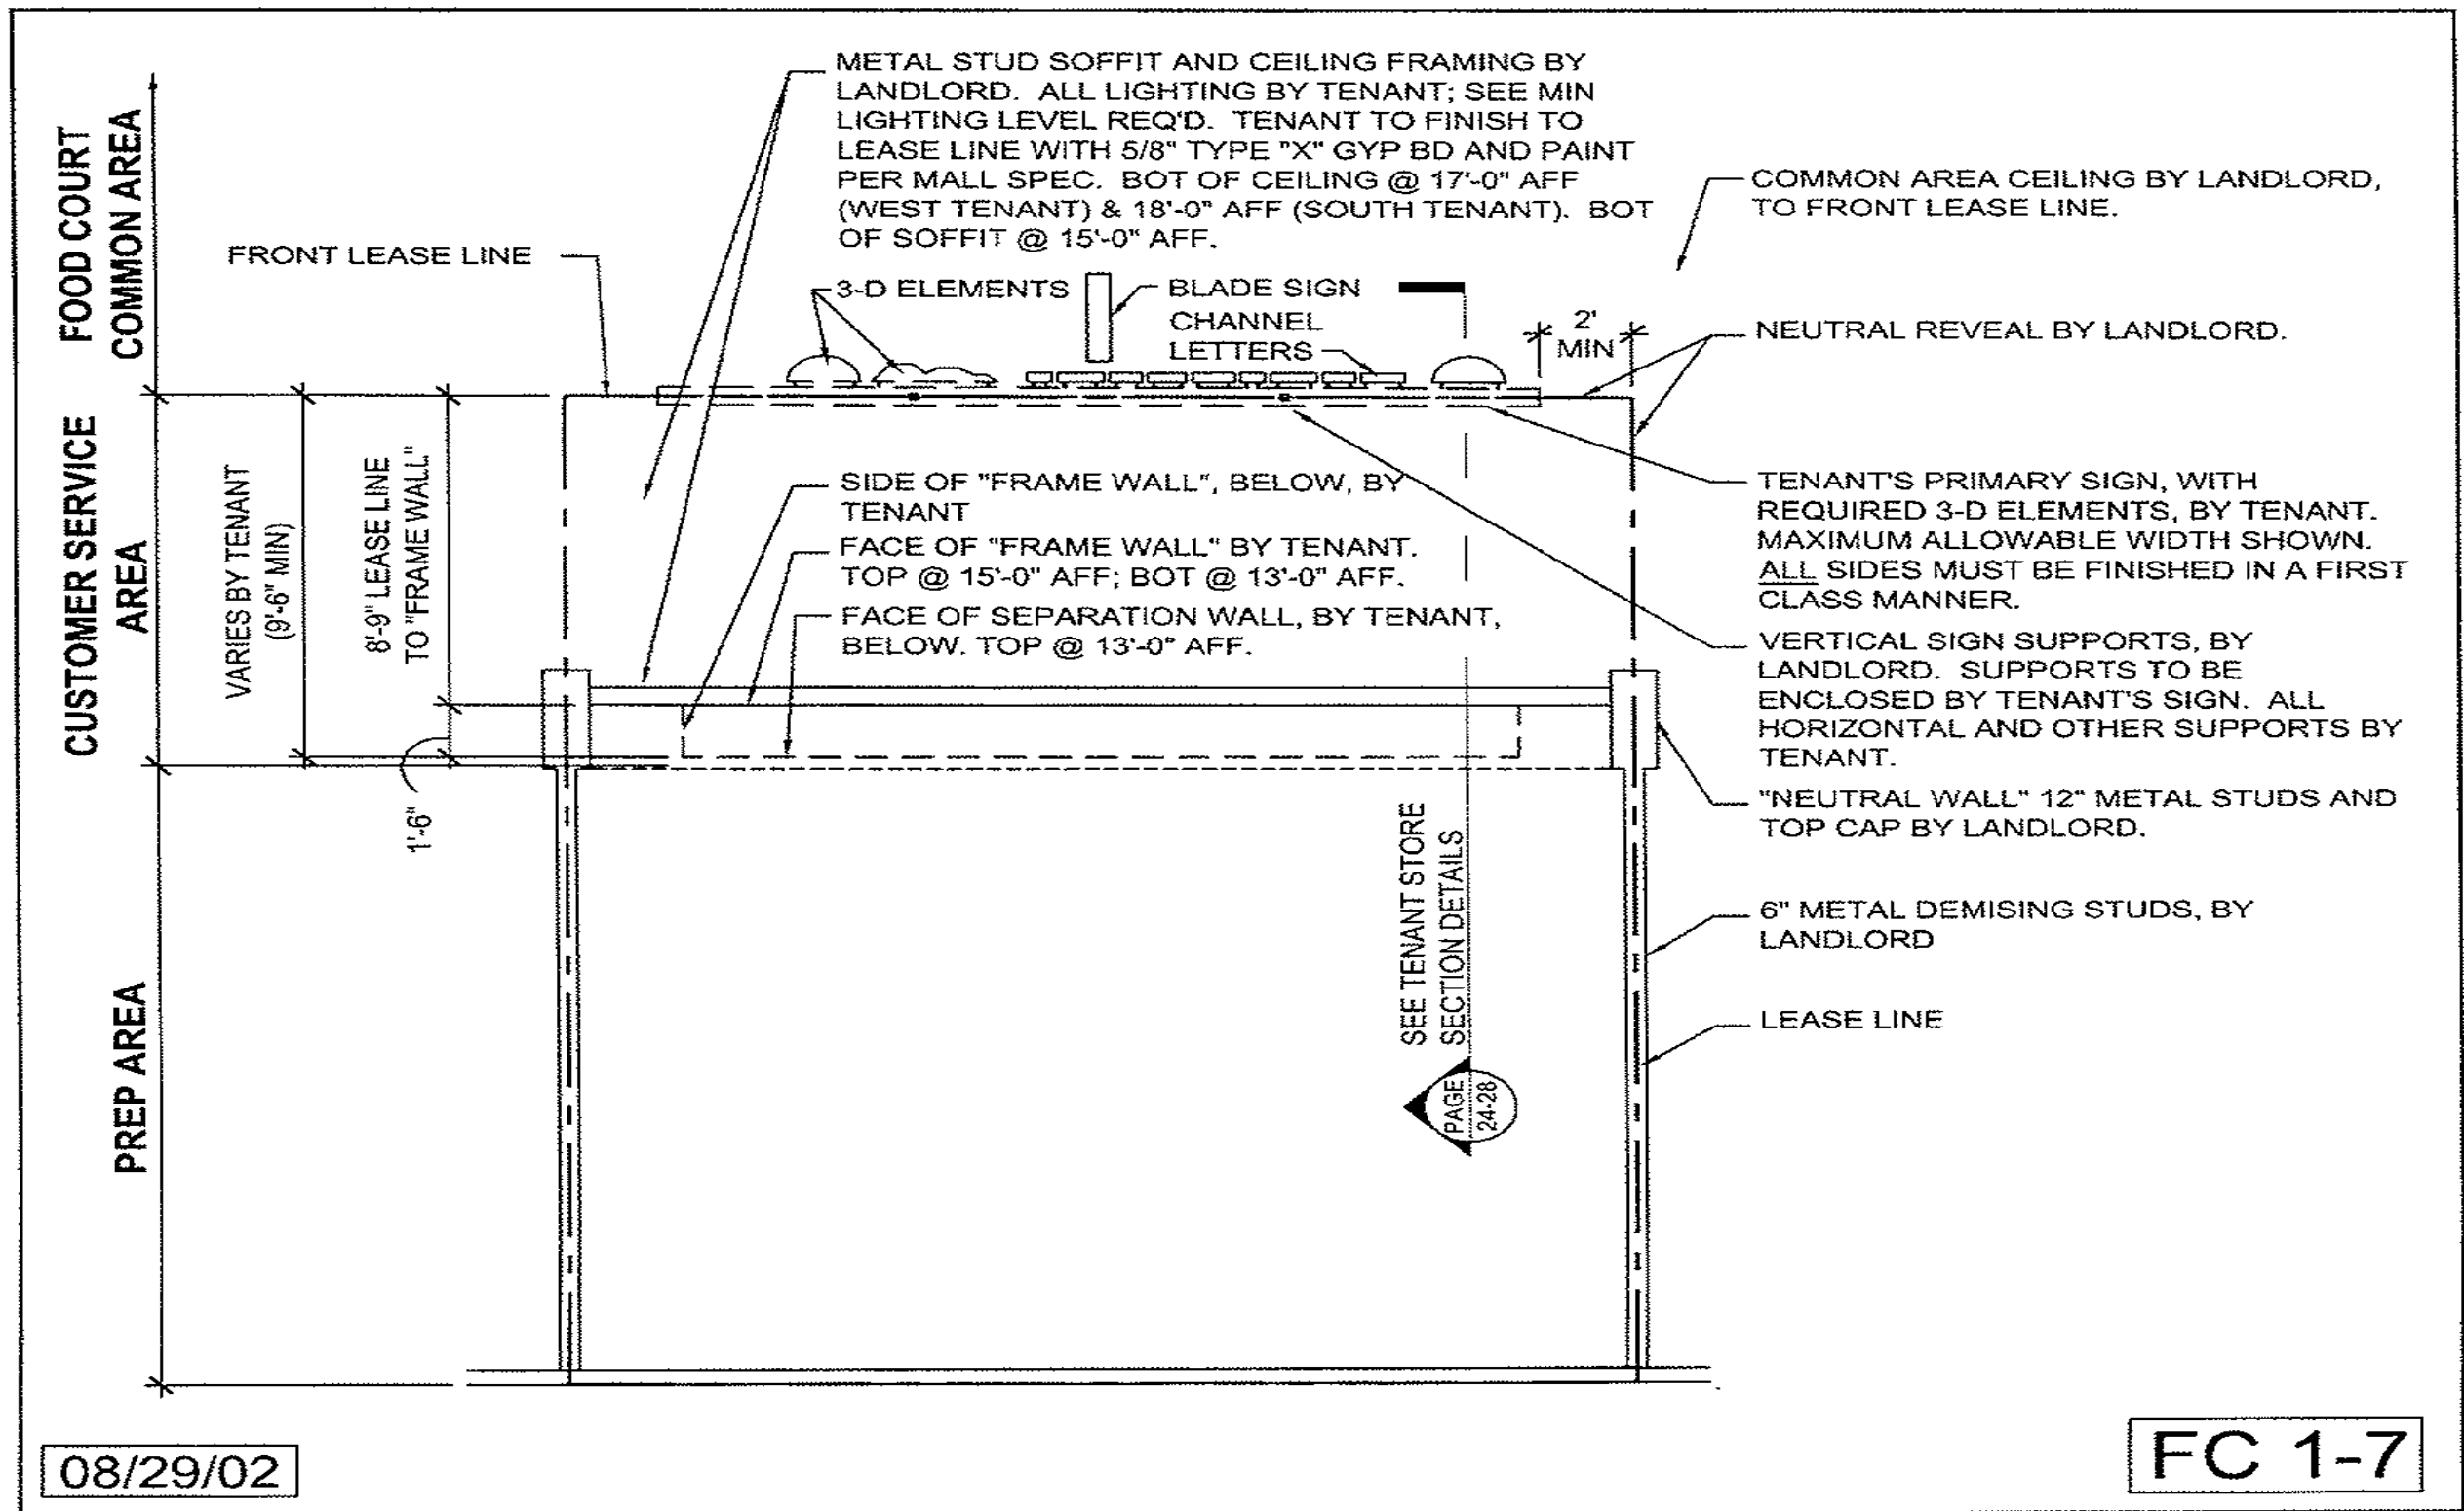 METAL STUD SOFFIT AND CEILING FRAMING BY
LANDLORD. ALL LIGHTING BY TENANT; SEE MIN
LIGHTING LEVEL REQ'D. TENANT TO FINISH TO
LEASE LINE WITH 5/8" TYPE "X" GYP BD AND PAINT
PER MALL SPEC. BOT OF CEILING @ 17'-0" AFF
(WEST TENANT) & 18'-0" AFF (SOUTH TENANT). BOT
OF SOFFIT @ 15'-0" AFF.
COMMON AREA CEILING BY LANDLORD,
TO FRONT LEASE LINE.
FOOD COURT
COMMON AREA
FRONT LEASE LINE
3-D ELEMENTS
BLADE SIGN
CHANNEL
LETTERS
2'
MIN
NEUTRAL REVEAL BY LANDLORD.
CUSTOMER SERVICE
AREA
VARIES BY TENANT
(9'-6" MIN)
8'-9" LEASE LINE
TO "FRAME WALL"
SIDE OF "FRAME WALL", BELOW, BY
TENANT
FACE OF "FRAME WALL" BY TENANT.
TOP @ 15'-0" AFF; BOT @ 13'-0" AFF.
FACE OF SEPARATION WALL, BY TENANT,
BELOW. TOP @ 13'-0" AFF.
TENANT'S PRIMARY SIGN, WITH
REQUIRED 3-D ELEMENTS, BY TENANT.
MAXIMUM ALLOWABLE WIDTH SHOWN.
ALL SIDES MUST BE FINISHED IN A FIRST
CLASS MANNER.
VERTICAL SIGN SUPPORTS, BY
LANDLORD. SUPPORTS TO BE
ENCLOSED BY TENANT'S SIGN. ALL
HORIZONTAL AND OTHER SUPPORTS BY
TENANT.
1'-6"
"NEUTRAL WALL" 12" METAL STUDS AND
TOP CAP BY LANDLORD.
SEE TENANT STORE
SECTION DETAILS
6" METAL DEMISING STUDS, BY
LANDLORD
LEASE LINE
PREP AREA
PAGE
24-28
08/29/02
FC 1-7